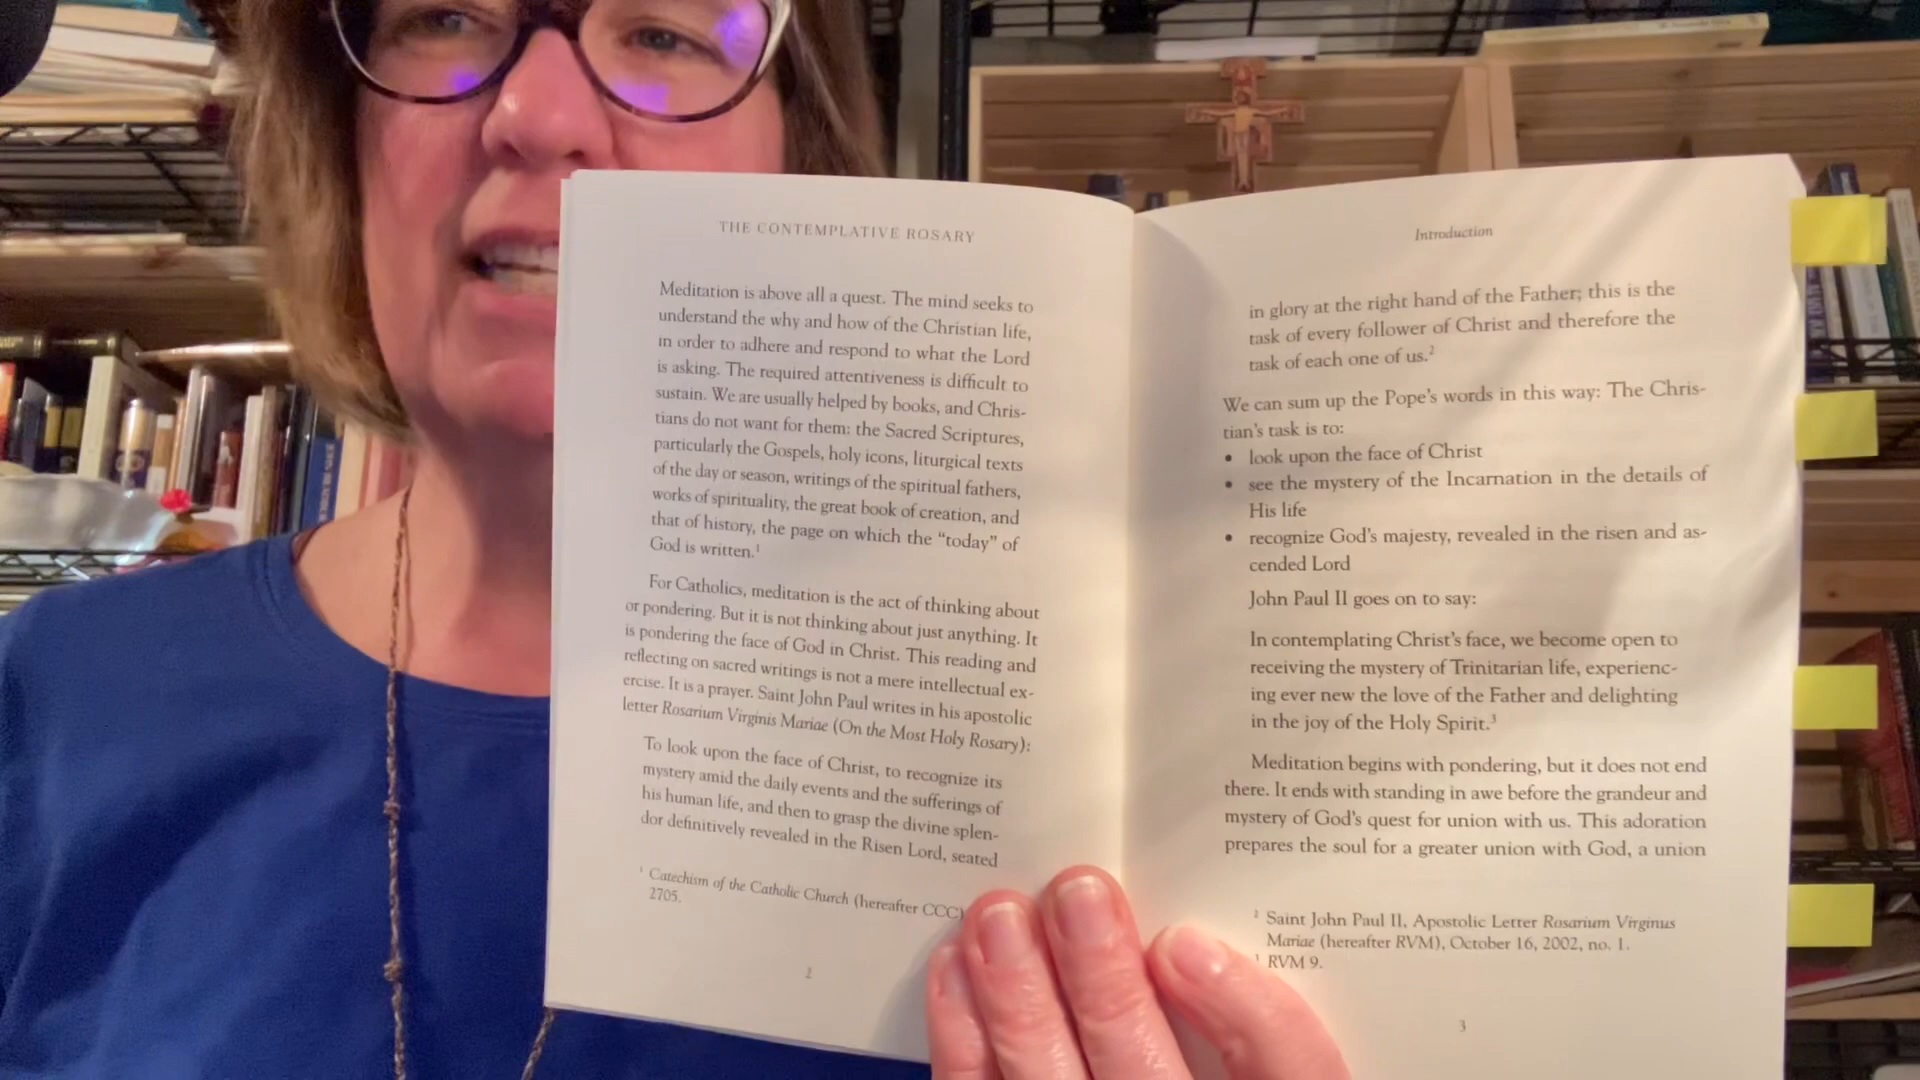 THE CONTEMPLATIVE ROSARY
Meditation is above all a quest. The mind seeks to
understand the why and how of the Christian life,
in order to adhere and respond to what the Lord
is asking. The required attentiveness is difficult to
sustain. We are usually helped by books, and Chris-
tians do not want for them: the Sacred Scriptures,
particularly the Gospels, holy icons, liturgical texts
of the day or season, writings of the spiritual fathers,
works of spirituality, the great book of creation, and
that of history, the page on which the “today” of
God is written.¹
For Catholics, meditation is the act of thinking about
or pondering. But it is not thinking about just anything. It
is pondering the face of God in Christ. This reading and
reflecting on sacred writings is not a mere intellectual ex-
ercise. It is a prayer. Saint John Paul writes in his apostolic
letter Rosarium Virginis Mariae (On the Most Holy Rosary):
To look upon the face of Christ, to recognize its
mystery amid the daily events and the sufferings of
his human life, and then to grasp the divine splen-
dor definitively revealed in the Risen Lord, seated
¹ Catechism of the Catholic Church (hereafter CCC)
2705.
2
Introduction
in glory at the right hand of the Father; this is the
task of every follower of Christ and therefore the
task of each one of us.²
We can sum up the Pope's words in this way: The Chris-
tian's task is to:
• look upon the face of Christ
• see the mystery of the Incarnation in the details of
His life
• recognize God's majesty, revealed in the risen and as-
cended Lord
John Paul II goes on to say:
In contemplating Christ's face, we become open to
receiving the mystery of Trinitarian life, experienc-
ing ever new the love of the Father and delighting
in the joy of the Holy Spirit.³
Meditation begins with pondering, but it does not end
there. It ends with standing in awe before the grandeur and
mystery of God's quest for union with us. This adoration
prepares the soul for a greater union with God, a union
² Saint John Paul II, Apostolic Letter Rosarium Virginus
Mariae (hereafter RVM), October 16, 2002, no. 1.
³ RVM 9.
3